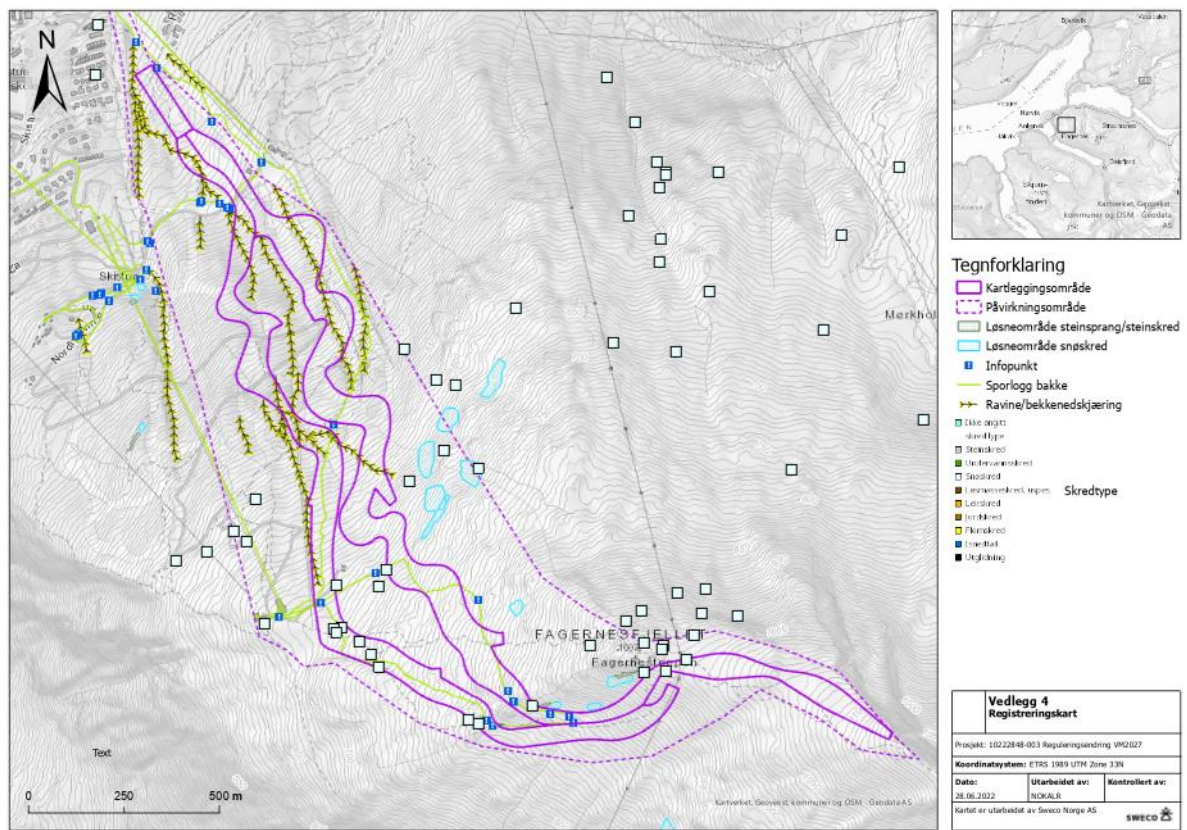 N
Skistua
Mørkhol
FAGERNESFJELLET
Fagernestoppen
Text
0 250 500 m
Kartverket, Geovekst, kommuner og OSM - Geodata AS
Kartverket, Geovekst,
kommuner og OSM - Geodata
AS
Tegnforklaring
Kartleggingsområde
Påvirkningsområde
Løsneområde steinsprang/steinskred
Løsneområde snøskred
Infopunkt
Sporlogg bakke
Ravine/bekkenedskjæring
Ikke angitt
skredtype
Steinskred
Undervannsskred
Snøskred
Løsmasseskred, uspes
Skredtype
Leirskred
Jordskred
Flomskred
Isnedfall
Utglidning
Vedlegg 4
Registreringskart
Prosjekt: 10222848-003 Reguleringsendring VM2027
Koordinatsystem: ETRS 1989 UTM Zone 33N
Dato: Utarbeidet av: Kontrollert av:
28.06.2022 NOKALR
Kartet er utarbeidet av Sweco Norge AS
SWECO